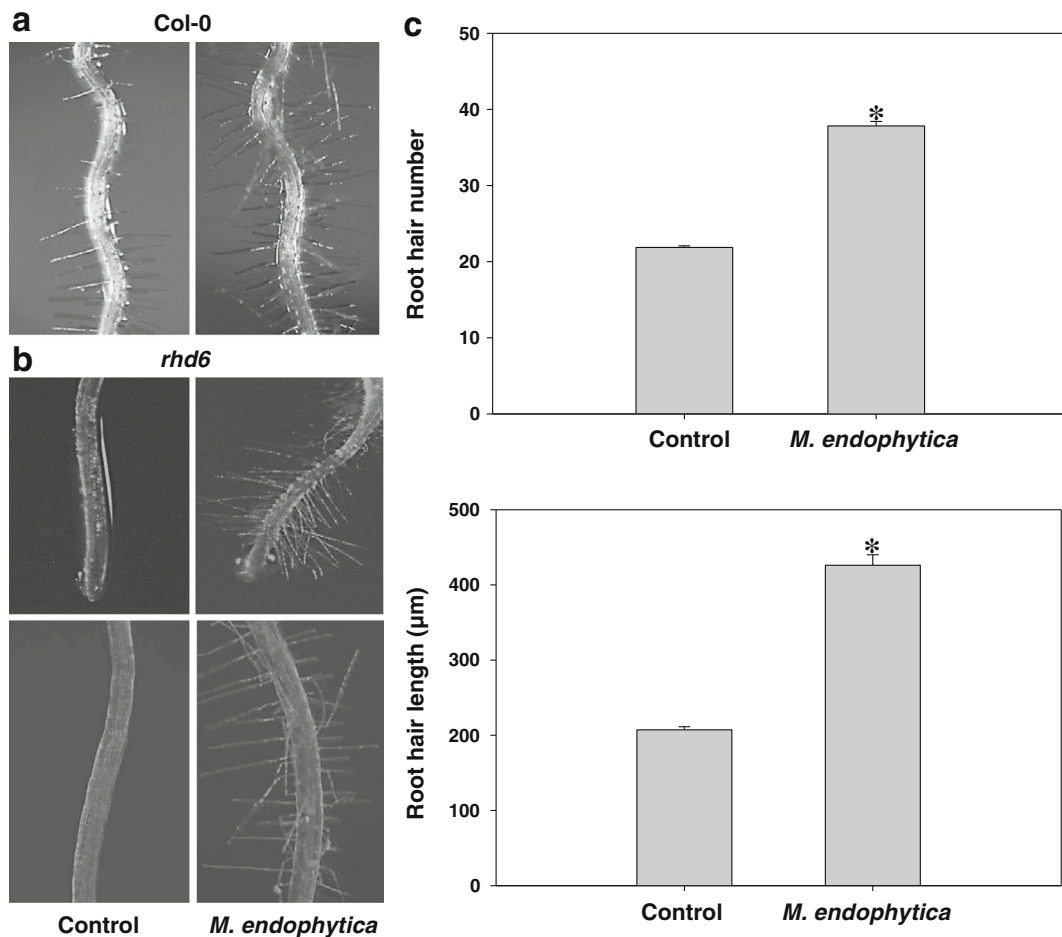 a
Col-0
b
rhd6
Control
M. endophytica
c
Root hair number
50
40
30
20
10
0
*
Control
M. endophytica
Root hair length (µm)
500
400
300
200
100
0
*
Control
M. endophytica